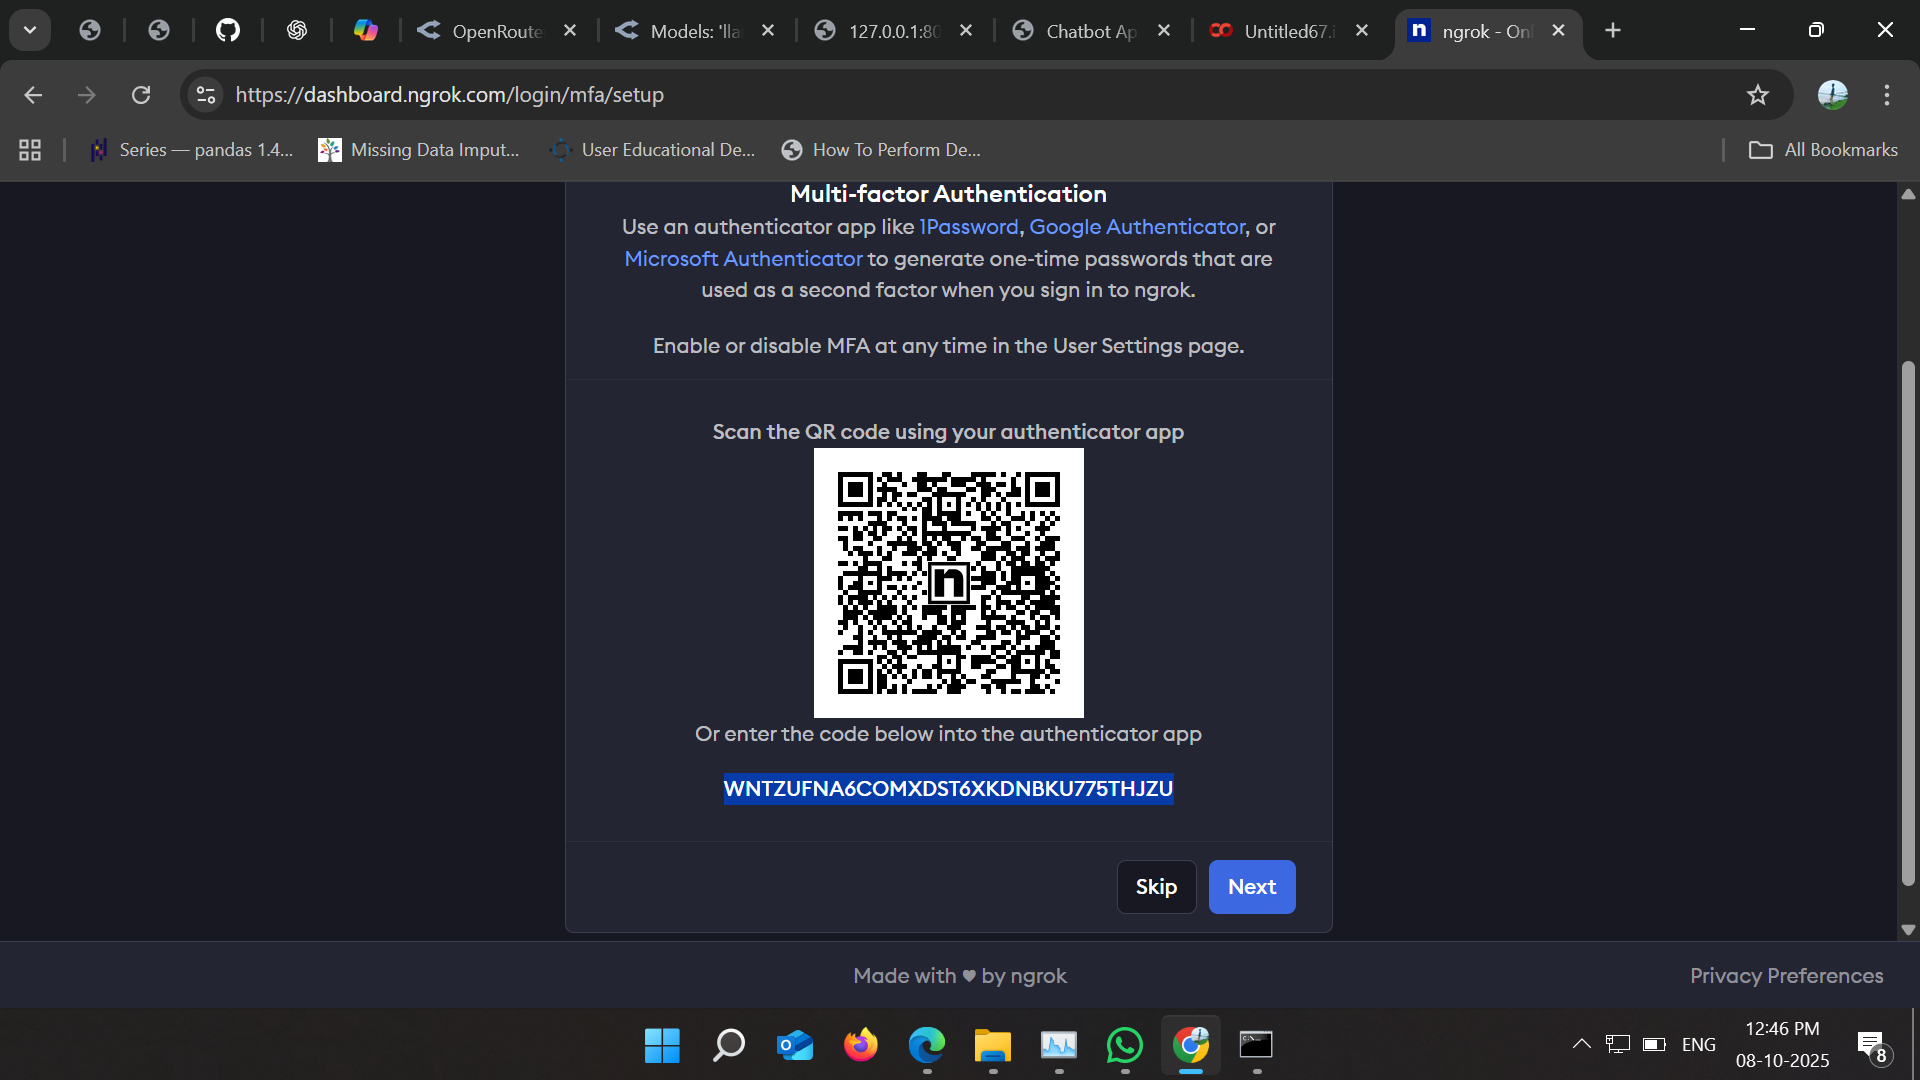 OpenRoute
Models: 'lla
127.0.0.1:80
Chatbot Ap
Untitled67.i
ngrok - Onl
https://dashboard.ngrok.com/login/mfa/setup
Series — pandas 1.4...
Missing Data Imput...
User Educational De...
How To Perform De...
All Bookmarks
Multi-factor Authentication
Use an authenticator app like 1Password, Google Authenticator, or
Microsoft Authenticator to generate one-time passwords that are
used as a second factor when you sign in to ngrok.
Enable or disable MFA at any time in the User Settings page.
Scan the QR code using your authenticator app
n
Or enter the code below into the authenticator app
WNTZUFNA6COMXDST6XKDNBKU775THJZU
Skip
Next
Made with ♥ by ngrok
Privacy Preferences
ENG
12:46 PM
08-10-2025
8